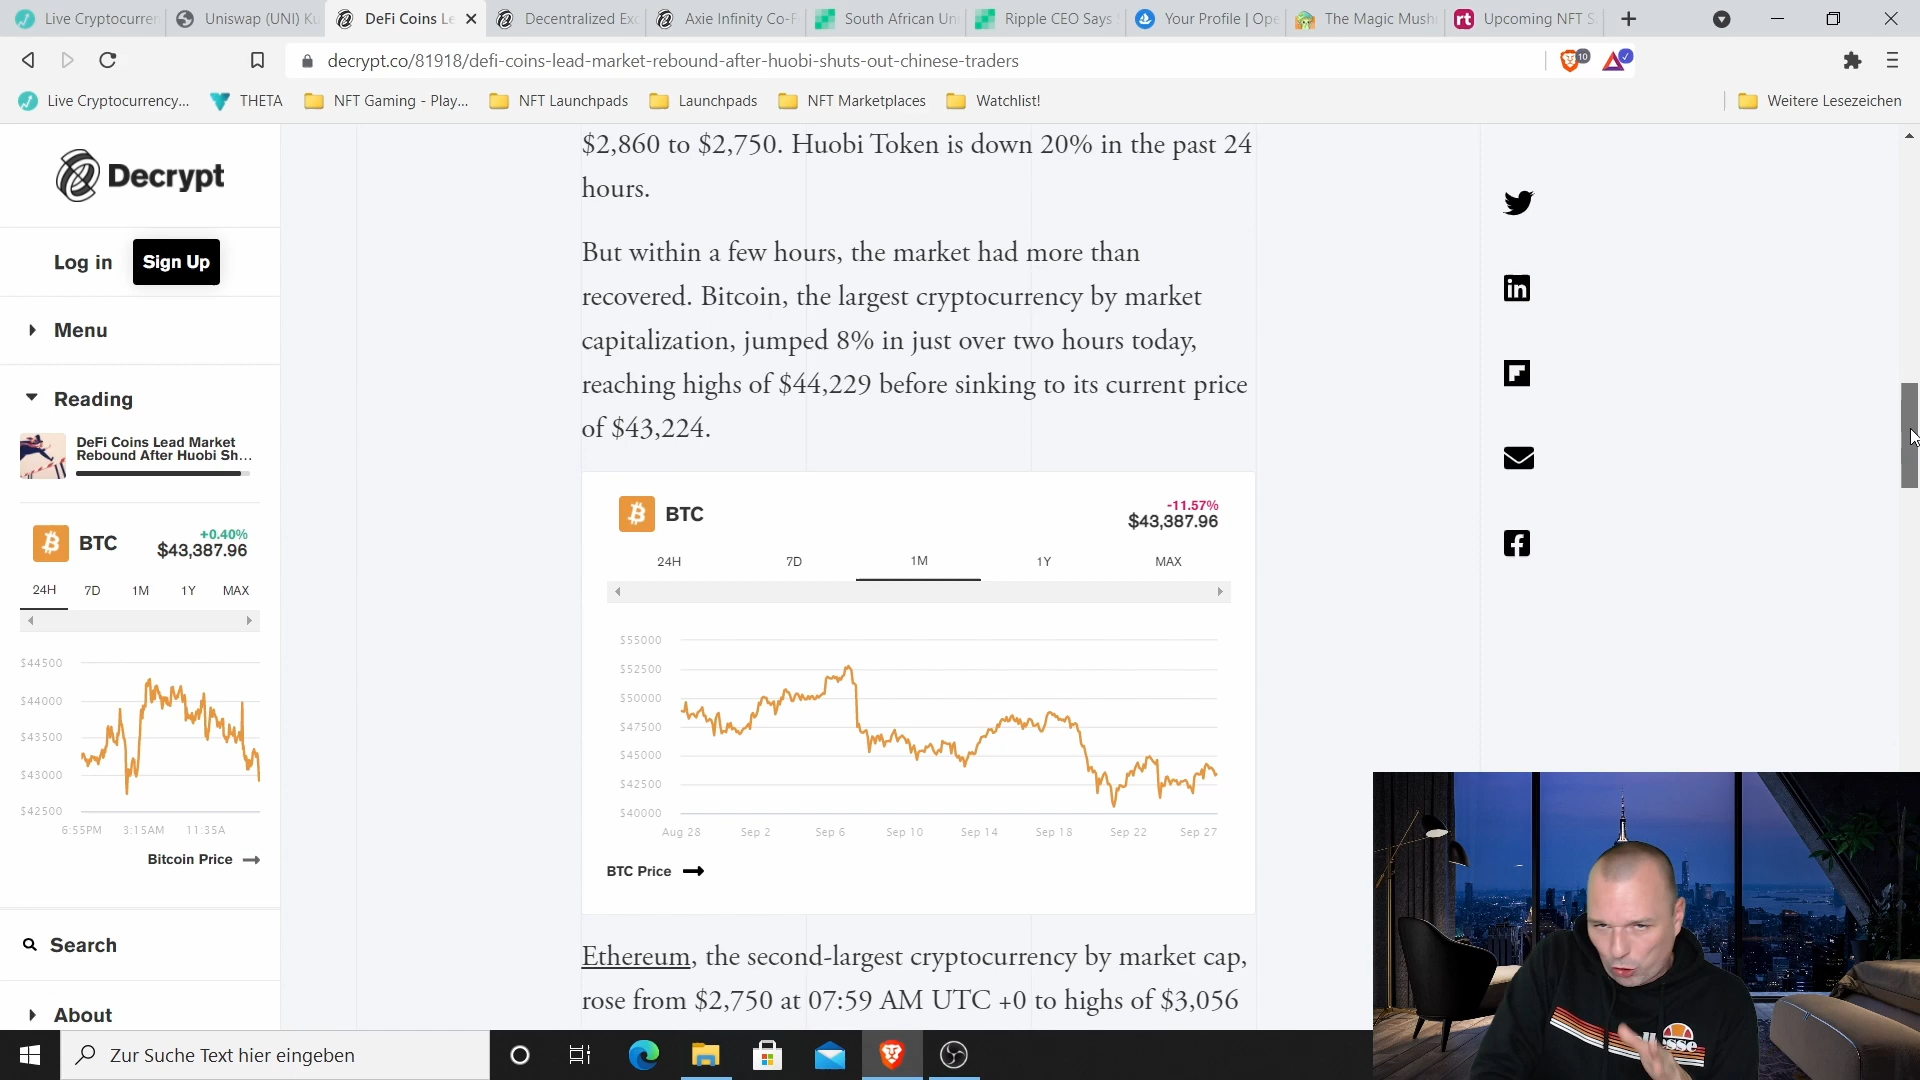 Live Cryptocurren
Uniswap (UNI) Ku
DeFi Coins Le
Decentralized Exc
Axie Infinity Co-F
South African Un
Ripple CEO Says "
Your Profile | Ope
The Magic Mush
Upcoming NFT S
decrypt.co/81918/defi-coins-lead-market-rebound-after-huobi-shuts-out-chinese-traders
10
Live Cryptocurrency...
THETA
NFT Gaming - Play...
NFT Launchpads
Launchpads
NFT Marketplaces
Watchlist!
Weitere Lesezeichen
Decrypt
Log in
Sign Up
Menu
Reading
DeFi Coins Lead Market
Rebound After Huobi Sh...
BTC
+0.40%
$43,387.96
24H 7D 1M 1Y MAX
$44500
$44000
$43500
$43000
$42500
6:55PM 3:15AM 11:35A
Bitcoin Price
Search
About
$2,860 to $2,750. Huobi Token is down 20% in the past 24
hours.
But within a few hours, the market had more than
recovered. Bitcoin, the largest cryptocurrency by market
capitalization, jumped 8% in just over two hours today,
reaching highs of $44,229 before sinking to its current price
of $43,224.
BTC
-11.57%
$43,387.96
24H 7D 1M 1Y MAX
$55000
$52500
$50000
$47500
$45000
$42500
$40000
Aug 28 Sep 2 Sep 6 Sep 10 Sep 14 Sep 18 Sep 22 Sep 27
BTC Price
Ethereum, the second-largest cryptocurrency by market cap,
rose from $2,750 at 07:59 AM UTC +0 to highs of $3,056
Zur Suche Text hier eingeben